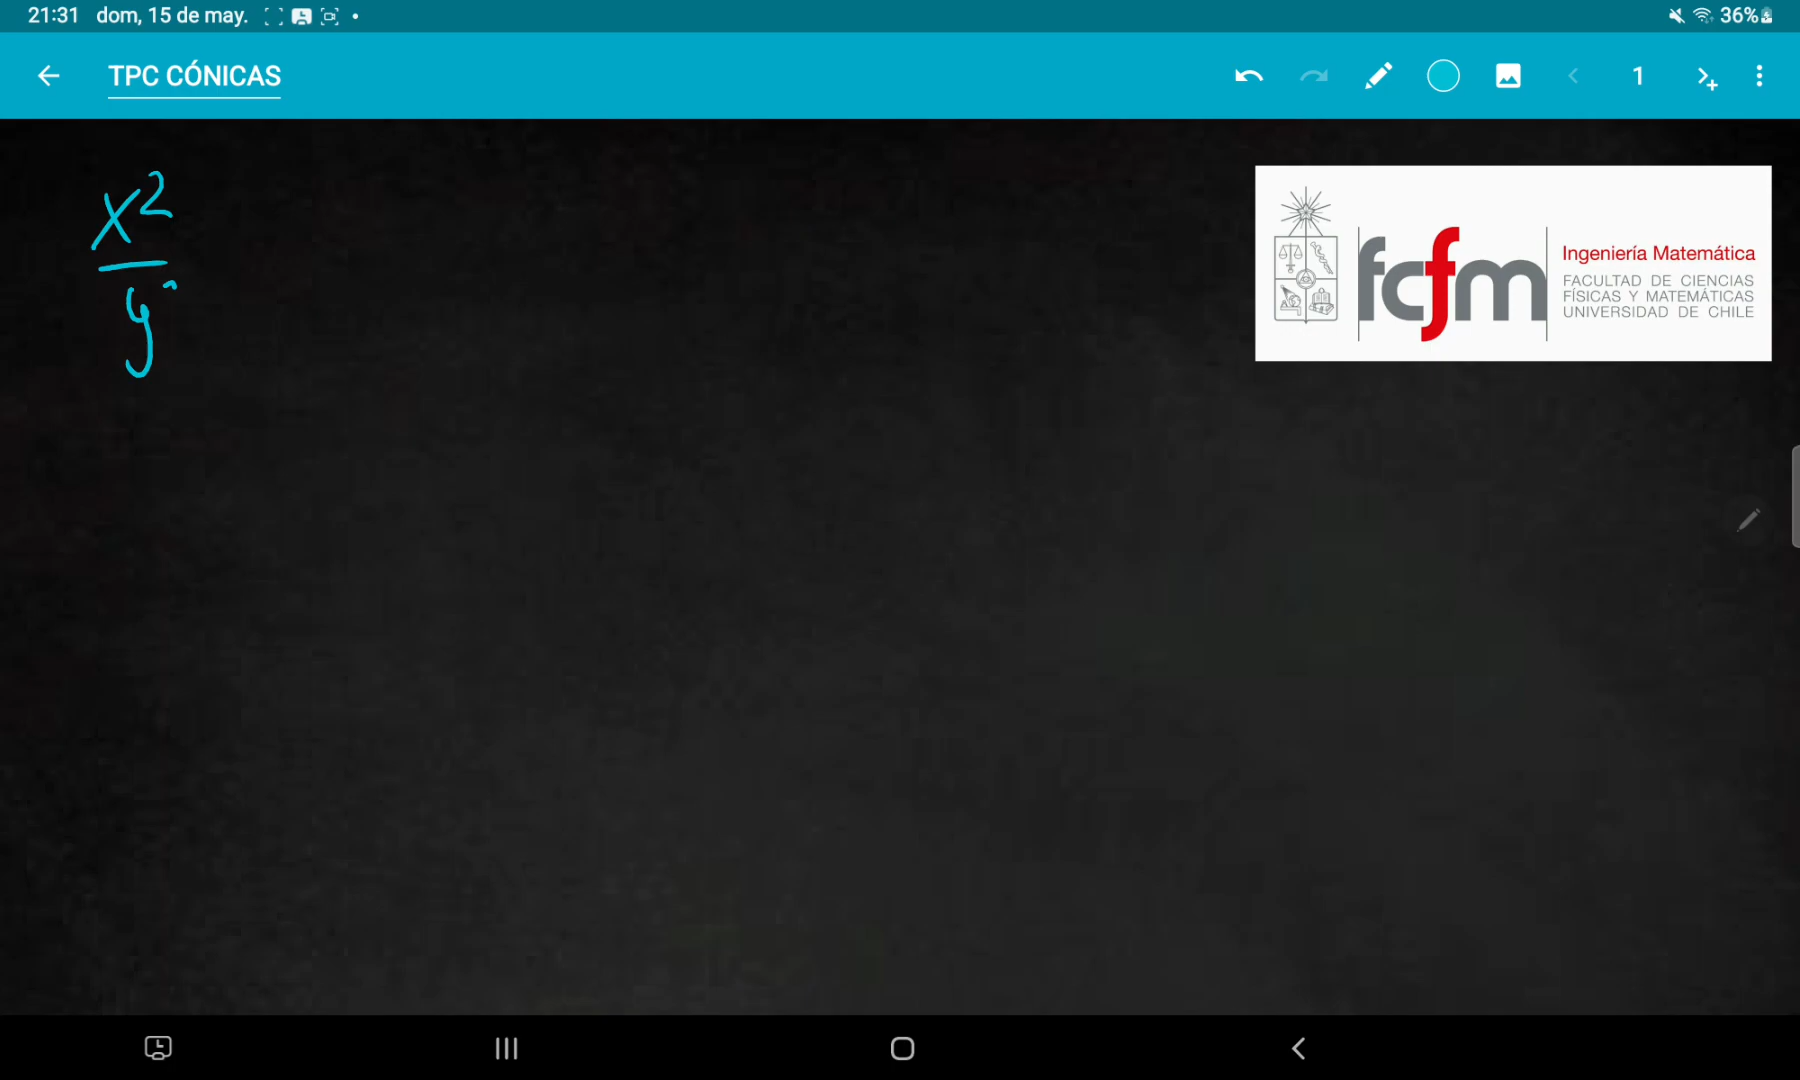 21:31 dom, 15 de may. 36%
TPC CÓNICAS 1
x²
y
fcfm
Ingeniería Matemática
FACULTAD DE CIENCIAS
FÍSICAS Y MATEMÁTICAS
UNIVERSIDAD DE CHILE